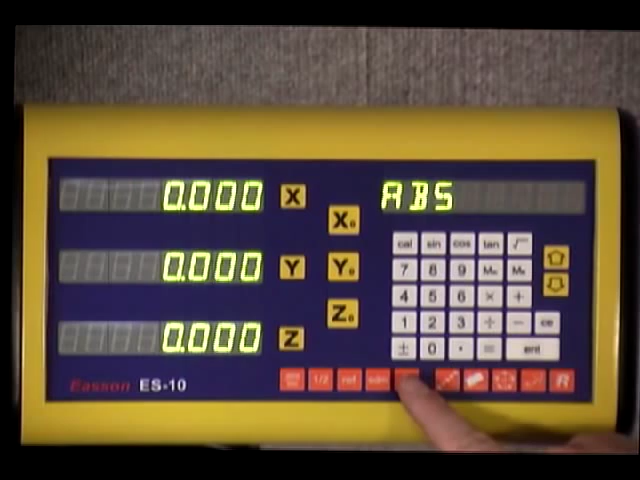 0.000 X ABS
X₀
cal sin cos tan √
7 8 9
0.000 Y Y₀
4 5 6 × +
Z₀
1 2 3 ÷ − ce
0.000 Z
± 0 . = ent
Easson ES-10 1/2 ref sdm R